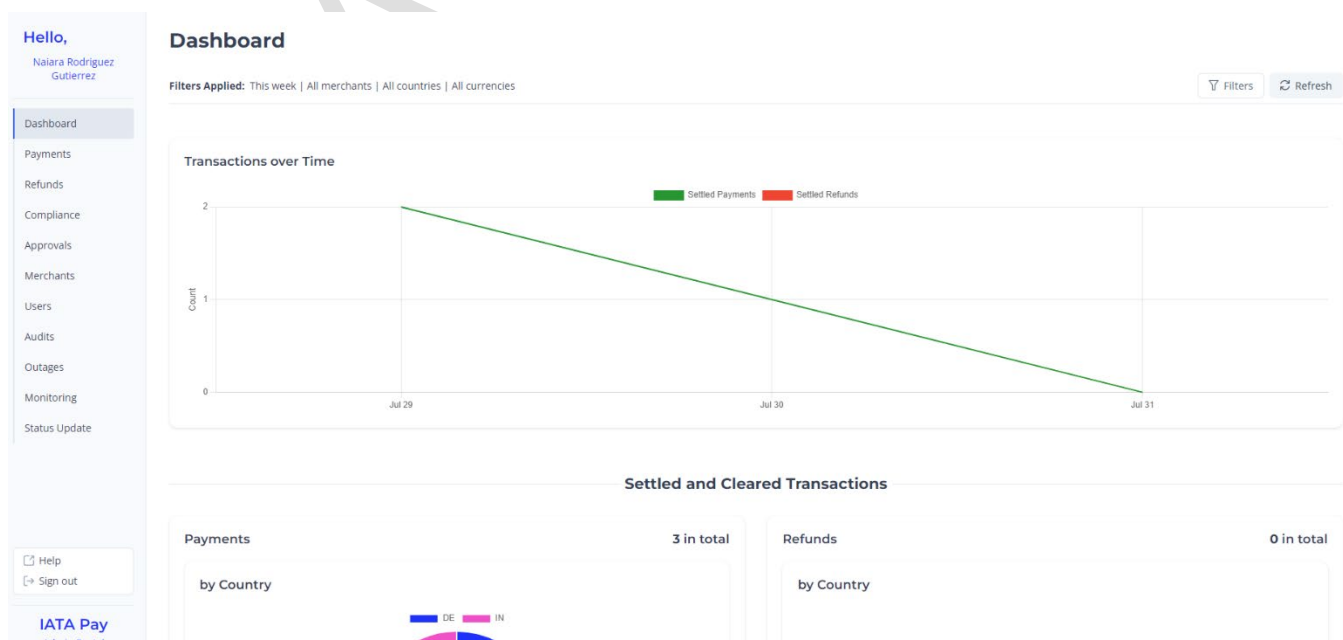 Hello,
Naiara Rodriguez
Gutierrez
Dashboard
Payments
Refunds
Compliance
Approvals
Merchants
Users
Audits
Outages
Monitoring
Status Update
Help
Sign out
IATA Pay
Dashboard
Filters Applied: This week | All merchants | All countries | All currencies
Filters
Refresh
Transactions over Time
Settled Payments
Settled Refunds
Count
2
1
0
Jul 29
Jul 30
Jul 31
Settled and Cleared Transactions
Payments
3 in total
by Country
DE
IN
Refunds
0 in total
by Country